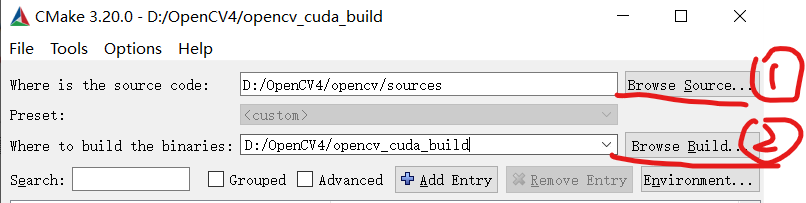 CMake 3.20.0 - D:/OpenCV4/opencv_cuda_build
File Tools Options Help
Where is the source code: D:/OpenCV4/opencv/sources Browse Source... 1
Preset: <custom>
Where to build the binaries: D:/OpenCV4/opencv_cuda_build Browse Build... 2
Search: Grouped Advanced Add Entry Remove Entry Environment...